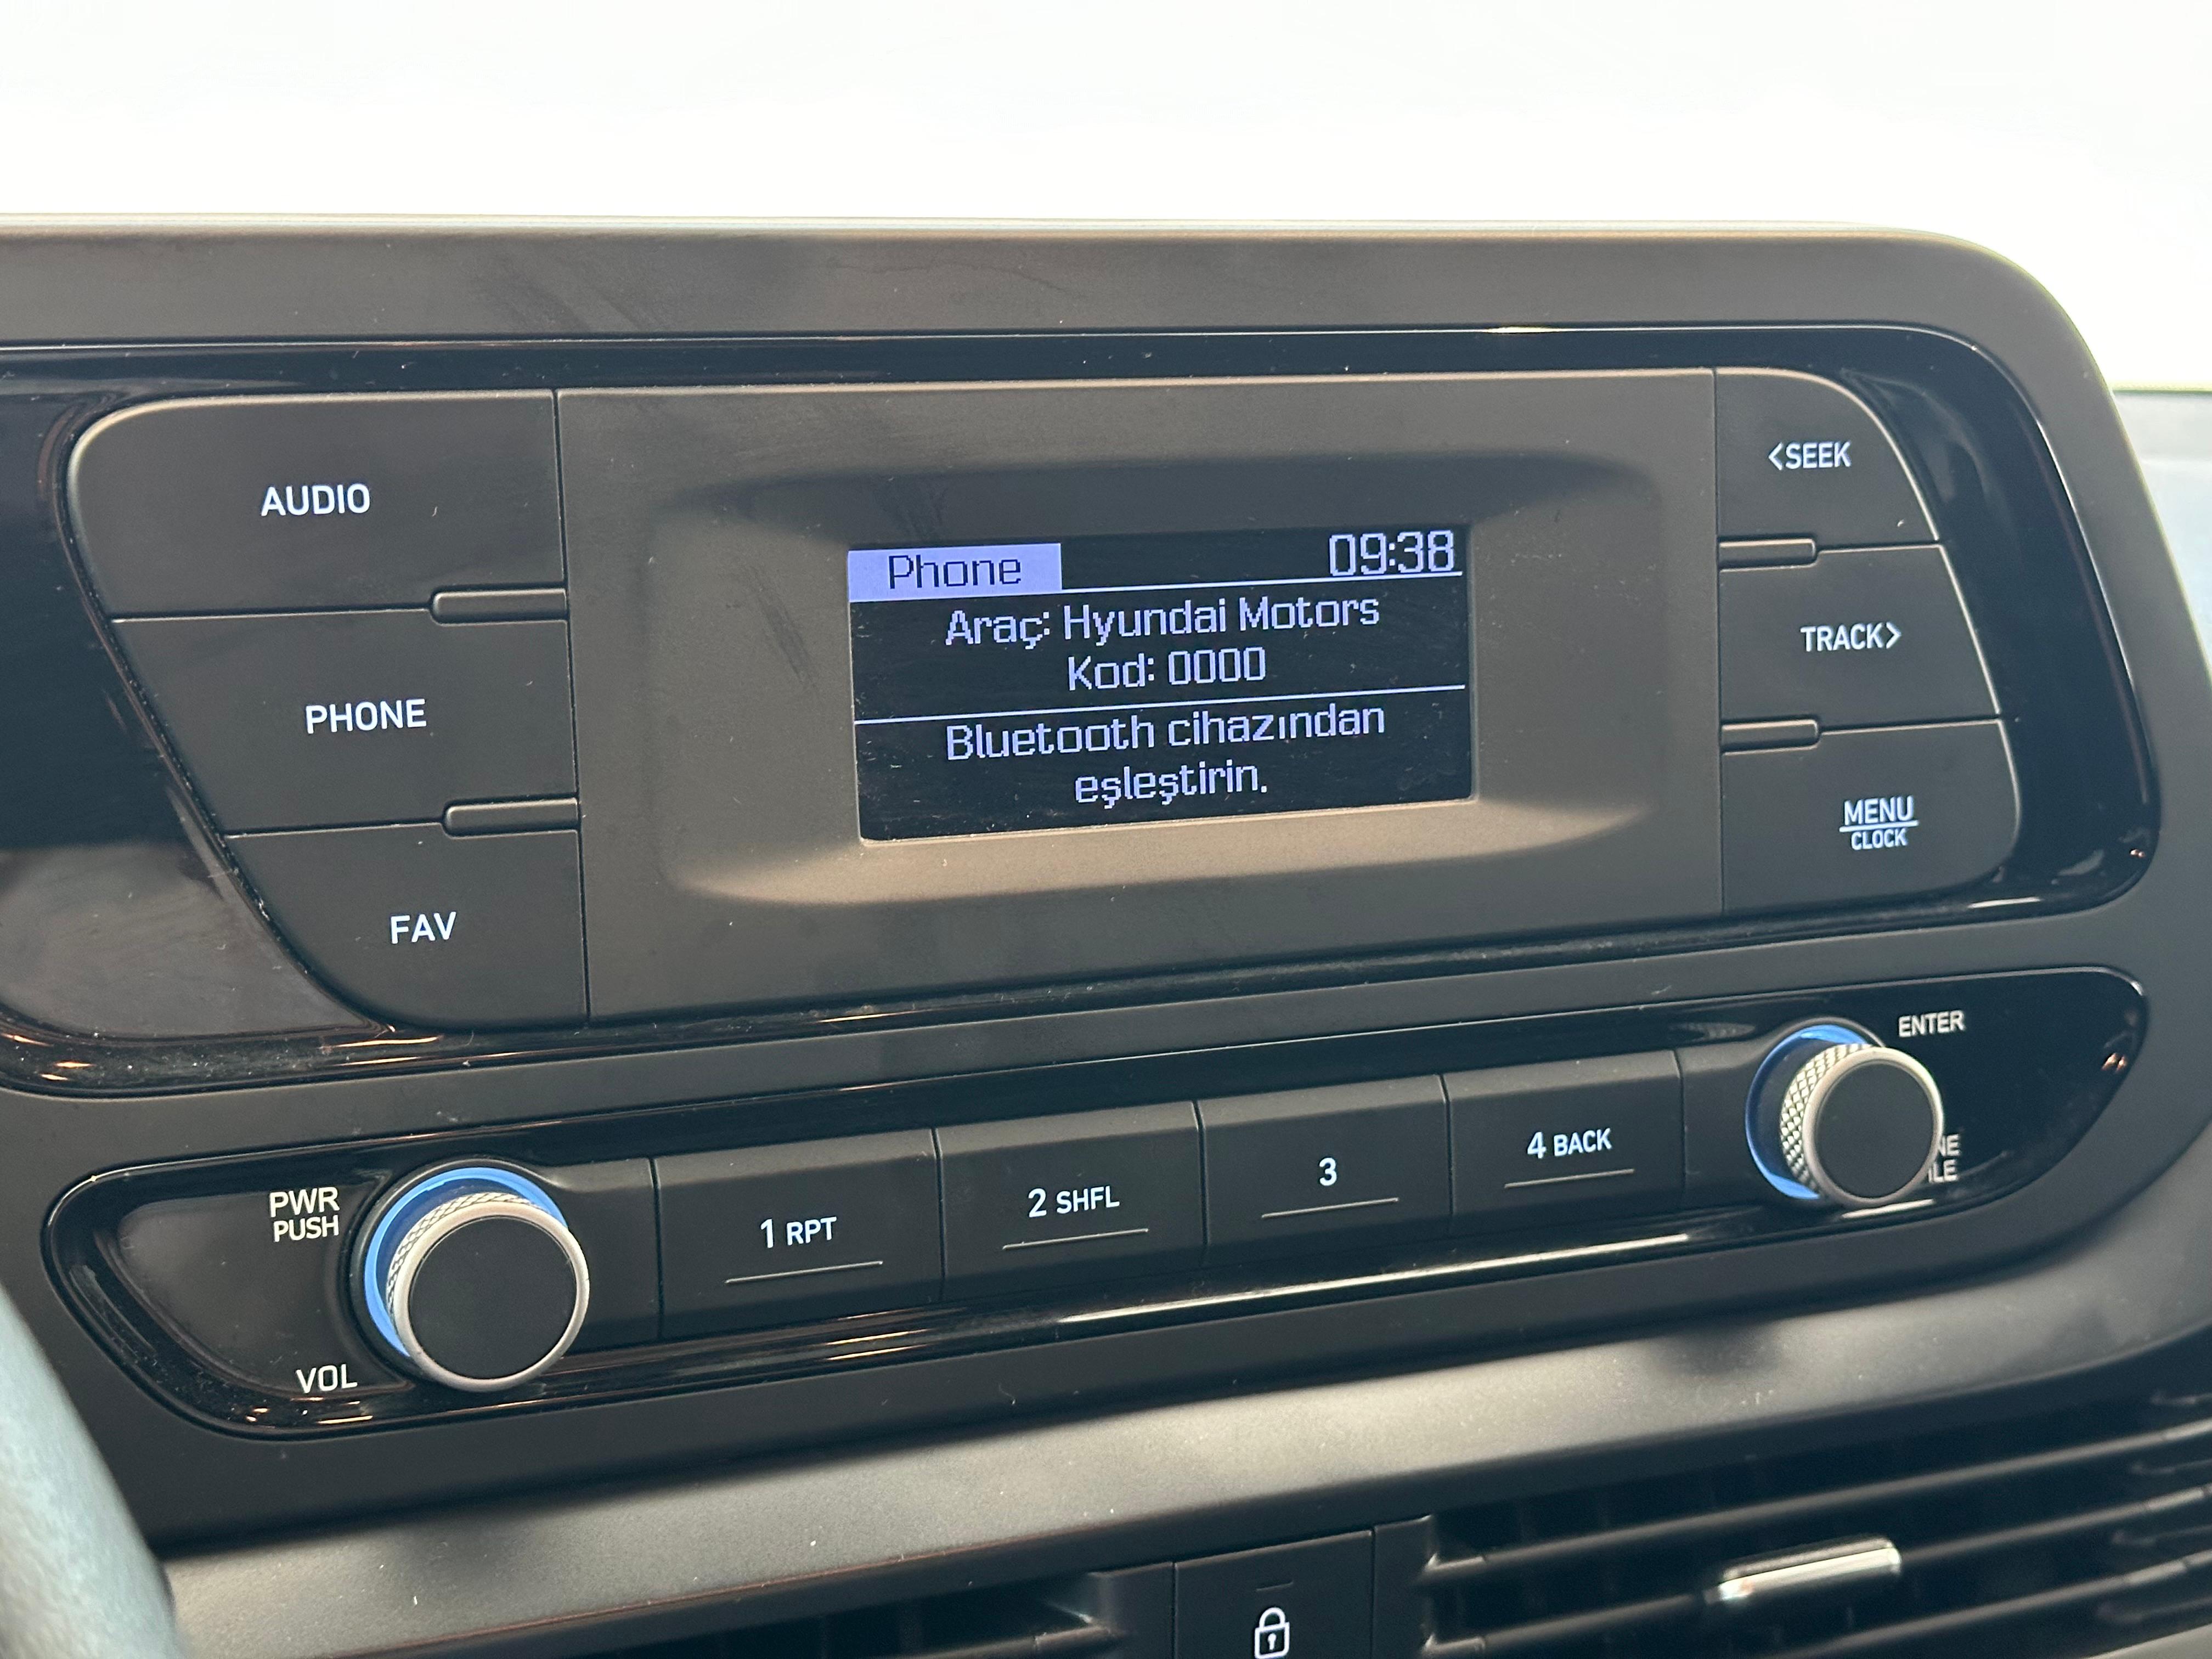 AUDIO
PHONE
FAV
Phone 09:38
Araç: Hyundai Motors
Kod: 0000
Bluetooth cihazından
eşleştirin.
<SEEK
TRACK>
MENU
CLOCK
PWR
PUSH
VOL
1 RPT
2 SHFL
3
4 BACK
ENTER